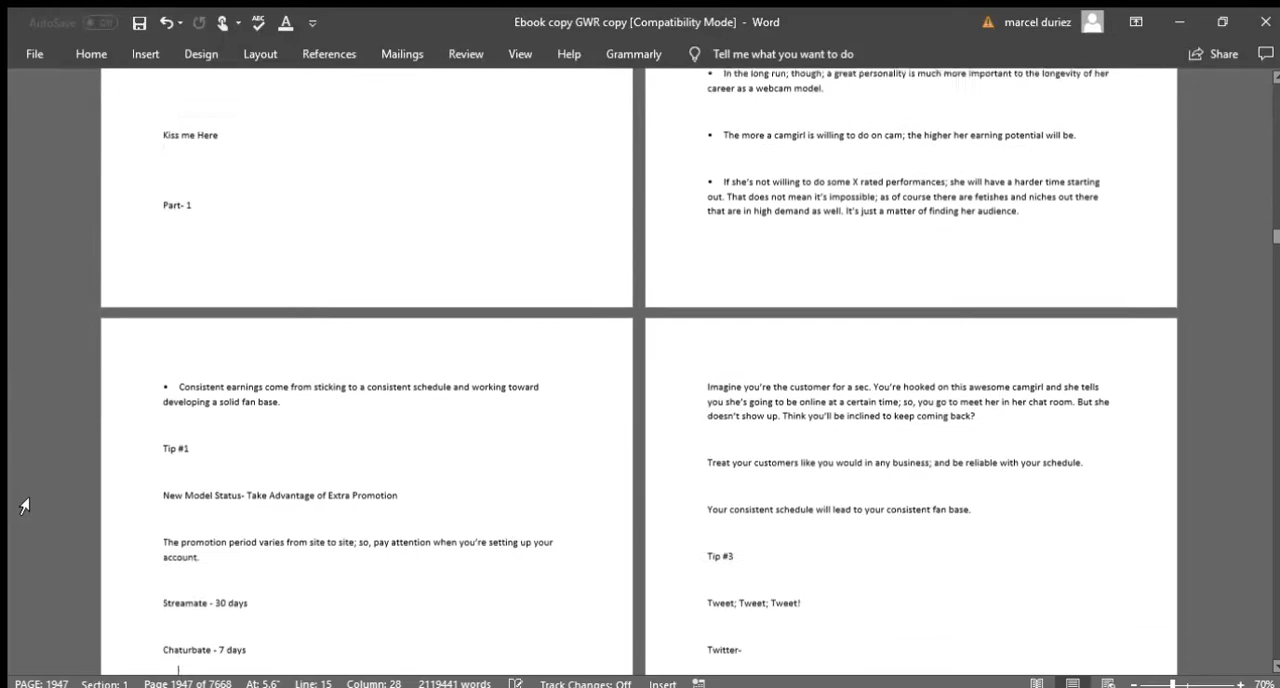 AutoSave Off
Ebook copy GWR copy [Compatibility Mode] - Word
marcel duriez
File Home Insert Design Layout References Mailings Review View Help Grammarly Tell me what you want to do Share
Kiss me Here
Part- 1
• In the long run; though; a great personality is much more important to the longevity of her
career as a webcam model.
• The more a camgirl is willing to do on cam; the higher her earning potential will be.
• If she's not willing to do some X rated performances; she will have a harder time starting
out. That does not mean it's impossible; as of course there are fetishes and niches out there
that are in high demand as well. It's just a matter of finding her audience.
• Consistent earnings come from sticking to a consistent schedule and working toward
developing a solid fan base.
Tip #1
New Model Status- Take Advantage of Extra Promotion
The promotion period varies from site to site; so, pay attention when you're setting up your
account.
Streamate - 30 days
Chaturbate - 7 days
Imagine you're the customer for a sec. You're hooked on this awesome camgirl and she tells
you she's going to be online at a certain time; so, you go to meet her in her chat room. But she
doesn't show up. Think you'll be inclined to keep coming back?
Treat your customers like you would in any business; and be reliable with your schedule.
Your consistent schedule will lead to your consistent fan base.
Tip #3
Tweet; Tweet; Tweet!
Twitter-
PAGE: 1947 Section: 1 Page 1947 of 7668 At: 5.6" Line: 15 Column: 28 2119441 words Track Changes: Off Insert 70%